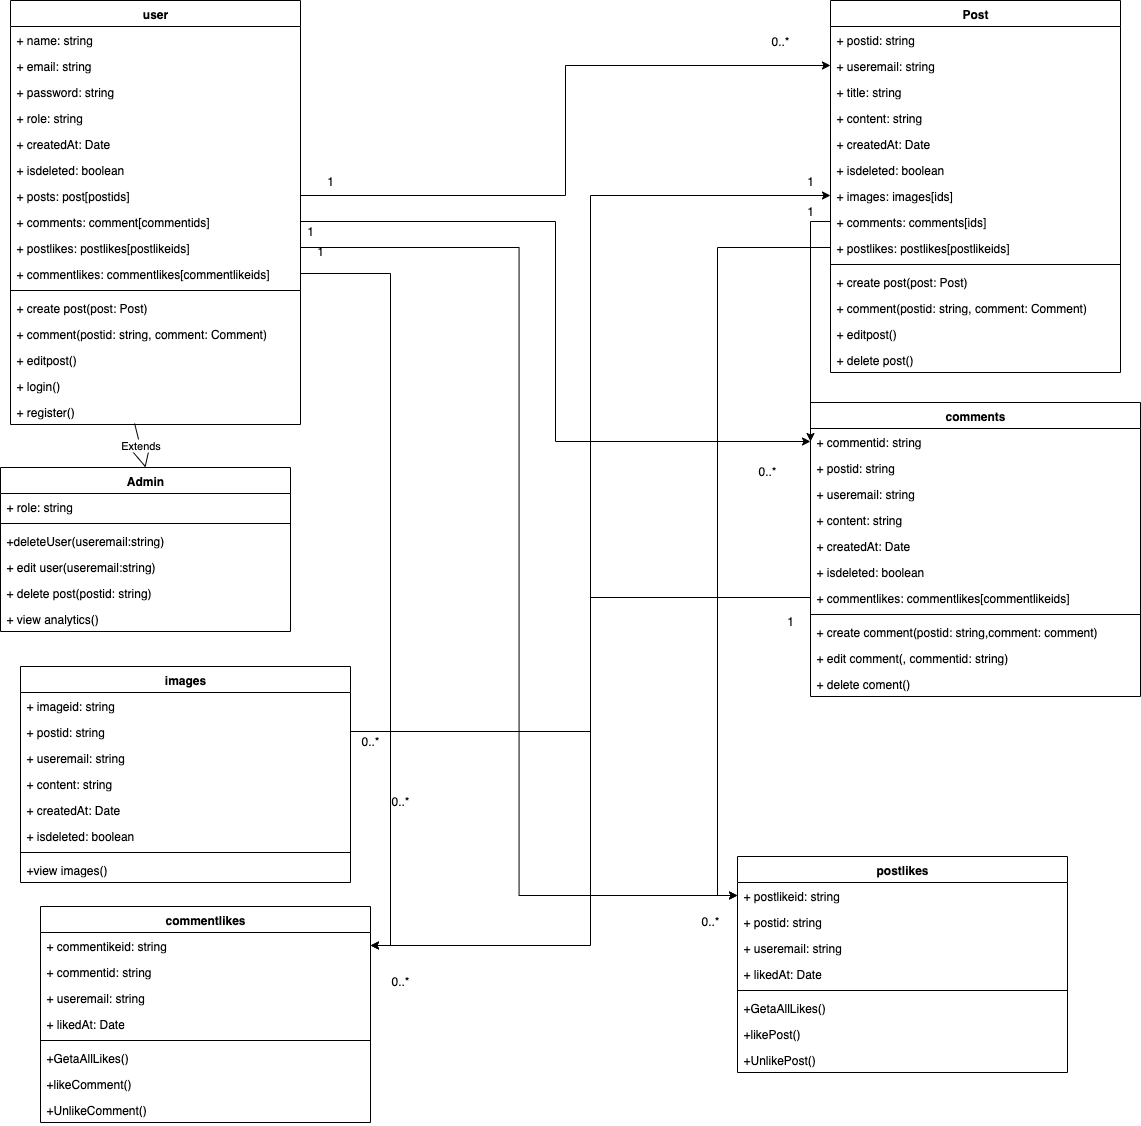 user
+ name: string
+ email: string
+ password: string
+ role: string
+ createdAt: Date
+ isdeleted: boolean
+ posts: post[postids]
+ comments: comment[commentids]
+ postlikes: postlikes[postlikeids]
+ commentlikes: commentlikes[commentlikeids]
+ create post(post: Post)
+ comment(postid: string, comment: Comment)
+ editpost()
+ login()
+ register()
1
1
1
0..*
1
1
Post
+ postid: string
+ useremail: string
+ title: string
+ content: string
+ createdAt: Date
+ isdeleted: boolean
+ images: images[ids]
+ comments: comments[ids]
+ postlikes: postlikes[postlikeids]
+ create post(post: Post)
+ comment(postid: string, comment: Comment)
+ editpost()
+ delete post()
Extends
Admin
+ role: string
+deleteUser(useremail:string)
+ edit user(useremail:string)
+ delete post(postid: string)
+ view analytics()
0..*
1
comments
+ commentid: string
+ postid: string
+ useremail: string
+ content: string
+ createdAt: Date
+ isdeleted: boolean
+ commentlikes: commentlikes[commentlikeids]
+ create comment(postid: string,comment: comment)
+ edit comment(, commentid: string)
+ delete coment()
images
+ imageid: string
+ postid: string
+ useremail: string
+ content: string
+ createdAt: Date
+ isdeleted: boolean
+view images()
0..*
0..*
commentlikes
+ commentikeid: string
+ commentid: string
+ useremail: string
+ likedAt: Date
+GetaAllLikes()
+likeComment()
+UnlikeComment()
0..*
0..*
postlikes
+ postlikeid: string
+ postid: string
+ useremail: string
+ likedAt: Date
+GetaAllLikes()
+likePost()
+UnlikePost()